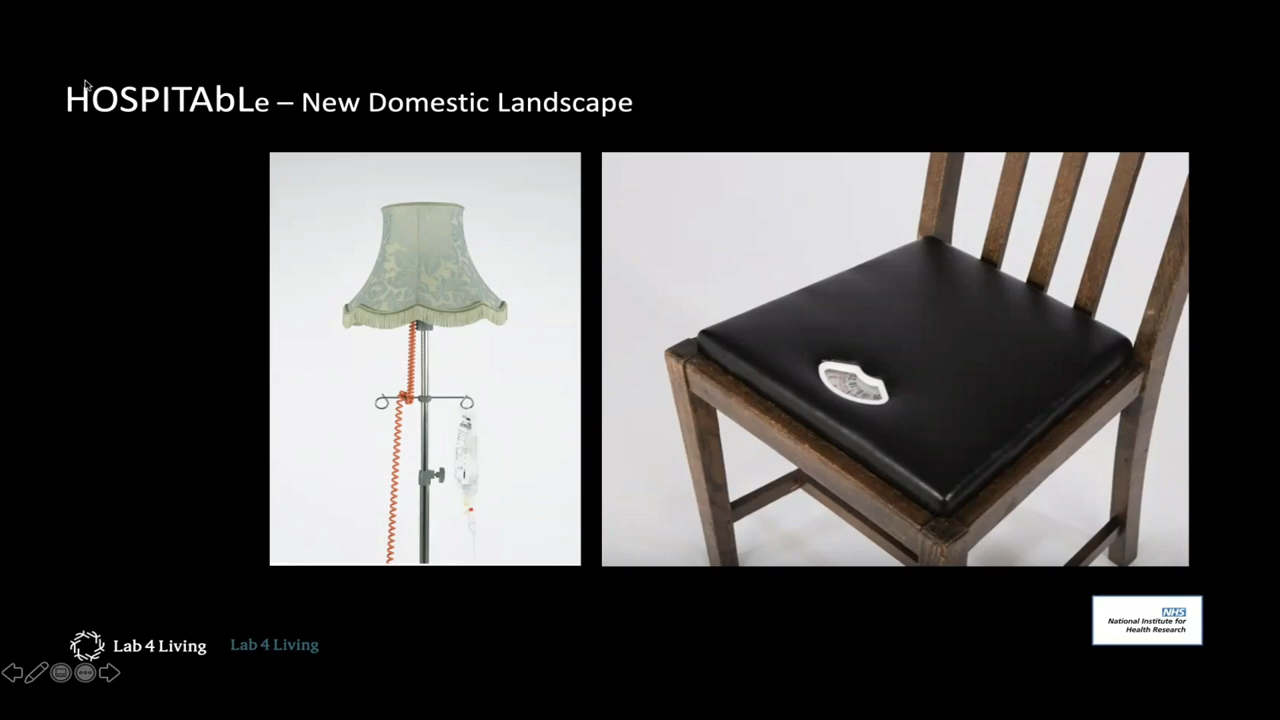 HOSPITAbLe – New Domestic Landscape
Lab 4 Living
Lab 4 Living
NHS
National Institute for
Health Research